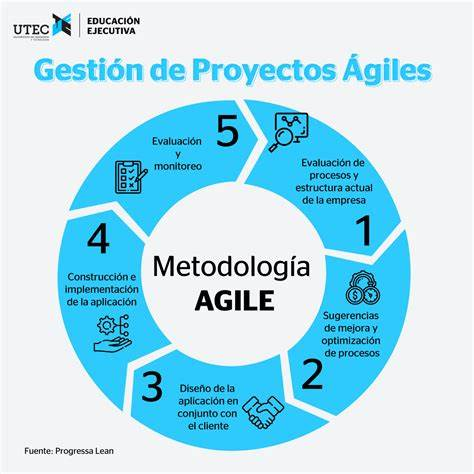 UTEC
EDUCACIÓN
EJECUTIVA
Gestión de Proyectos Ágiles
Metodología
AGILE
Evaluación de
procesos y
estructura actual
de la empresa
1
Sugerencias
de mejora y
optimización
de procesos
2
3
Diseño de la
aplicación en
conjunto con
el cliente
4
Construcción e
implementación
de la aplicación
5
Evaluación
y
monitoreo
Fuente: Progressa Lean